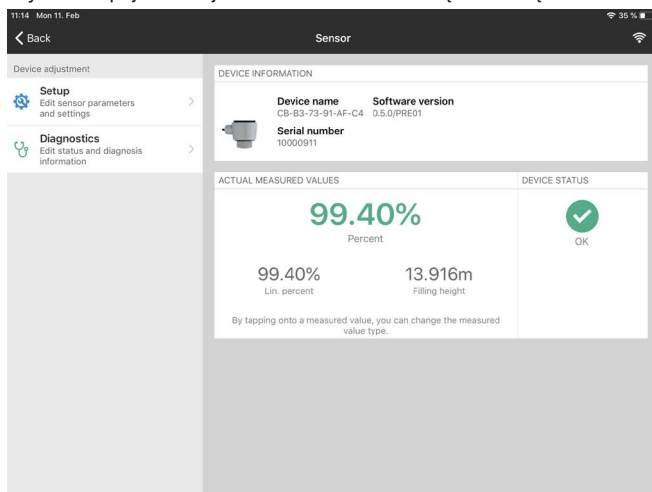 11:14 Mon 11. Feb
35 %
Back
Sensor
Device adjustment
Setup
Edit sensor parameters
and settings
Diagnostics
Edit status and diagnosis
information
DEVICE INFORMATION
Device name Software version
CB-B3-73-91-AF-C4 0.5.0/PRE01
Serial number
10000911
ACTUAL MEASURED VALUES
DEVICE STATUS
99.40%
Percent
OK
99.40% 13.916m
Lin. percent Filling height
By tapping onto a measured value, you can change the measured
value type.